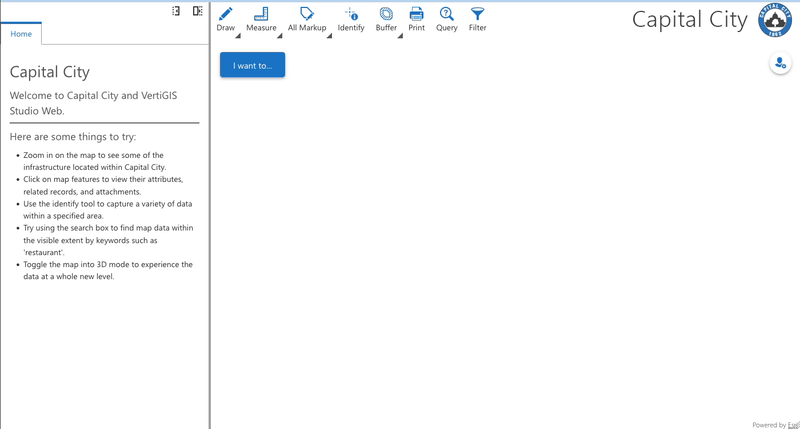 Home
Draw
Measure
All Markup
Identify
Buffer
Print
Query
Filter
Capital City
CAPITAL CITY
1962
I want to...
Capital City
Welcome to Capital City and VertiGIS
Studio Web.
Here are some things to try:
• Zoom in on the map to see some of the
infrastructure located within Capital City.
• Click on map features to view their attributes,
related records, and attachments.
• Use the identify tool to capture a variety of data
within a specified area.
• Try using the search box to find map data within
the visible extent by keywords such as
'restaurant'.
• Toggle the map into 3D mode to experience the
data at a whole new level.
Powered by Esri